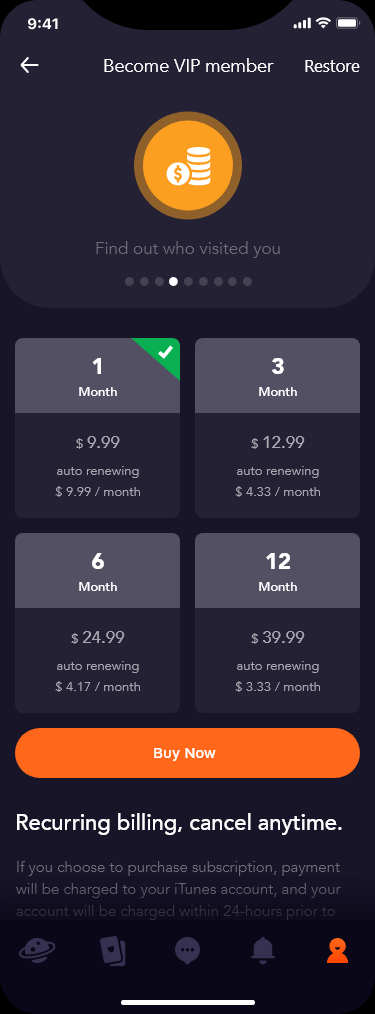 9:41
Become VIP member Restore
Find out who visited you
1
Month
$ 9.99
auto renewing
$ 9.99 / month
3
Month
$ 12.99
auto renewing
$ 4.33 / month
6
Month
$ 24.99
auto renewing
$ 4.17 / month
12
Month
$ 39.99
auto renewing
$ 3.33 / month
Buy Now
Recurring billing, cancel anytime.
If you choose to purchase subscription, payment
will be charged to your iTunes account, and your
account will be charged within 24-hours prior to